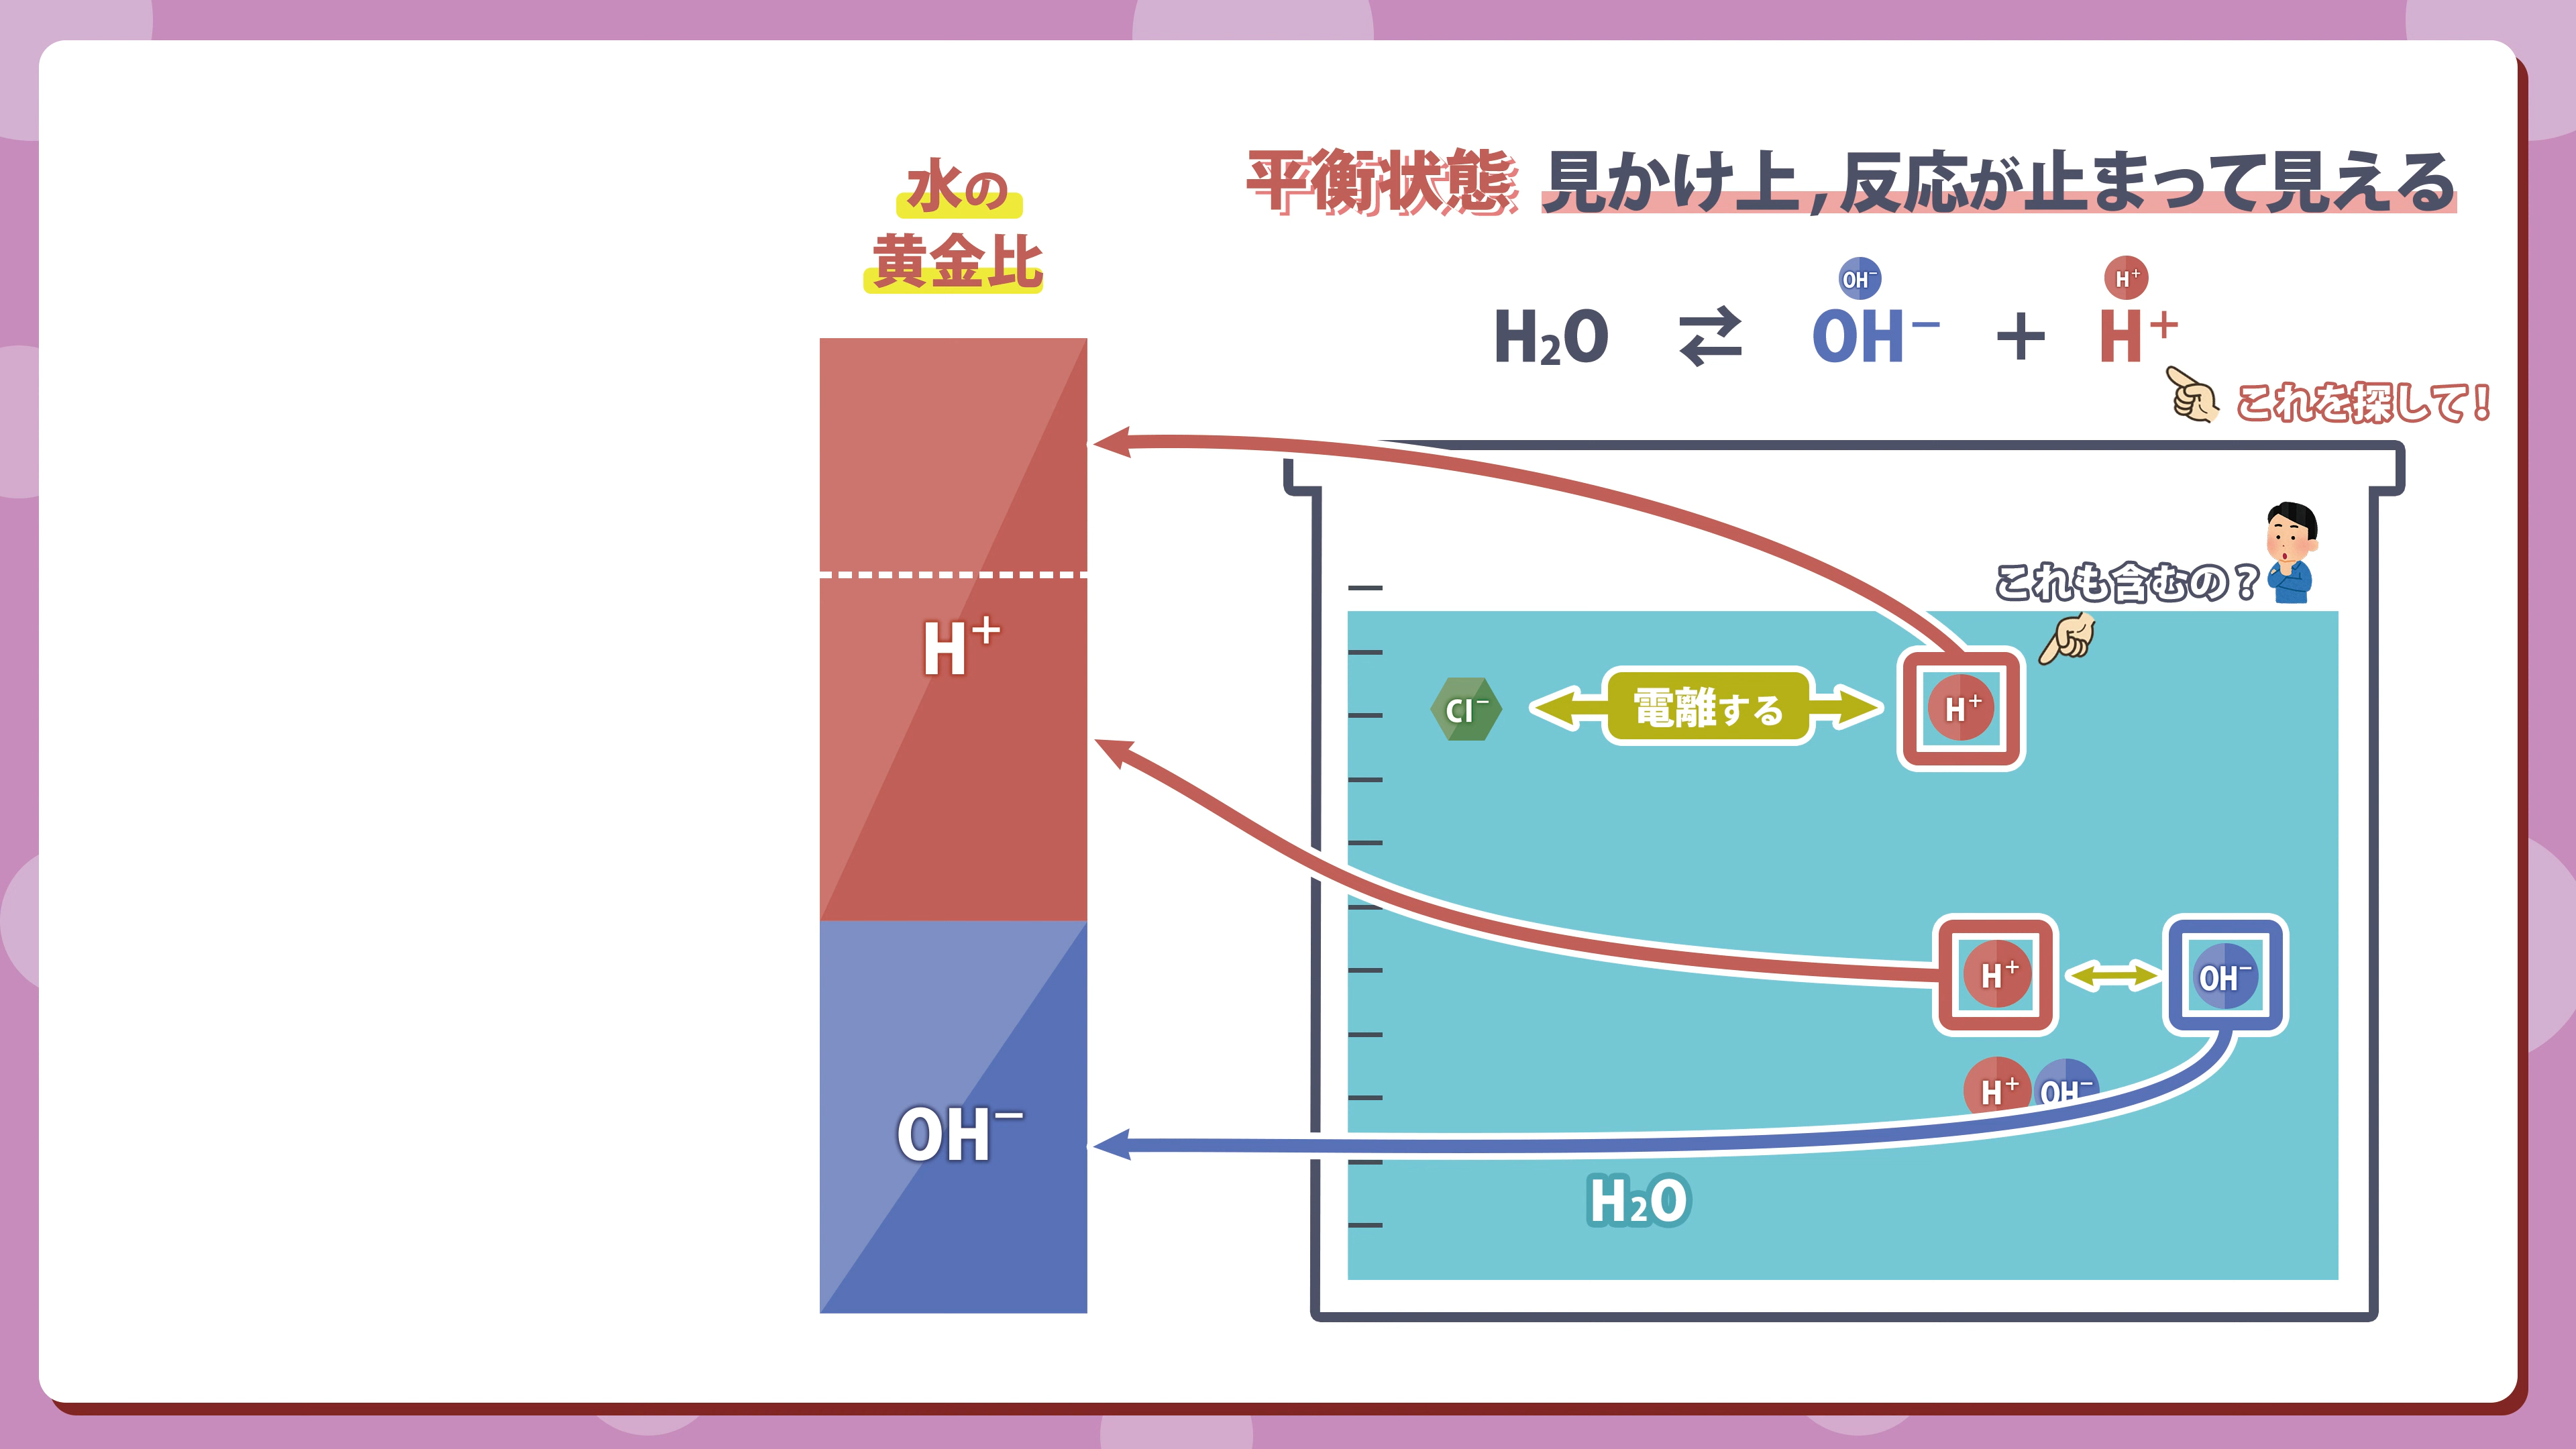 水の
黄金比
平衡状態 見かけ上,反応が止まって見える
OH⁻ H⁺
H₂O ⇄ OH⁻ + H⁺
これを探して!
これも含むの?
H⁺
Cl⁻ 電離する H⁺
H⁺ OH⁻
H⁺ OH⁻
OH⁻
H₂O